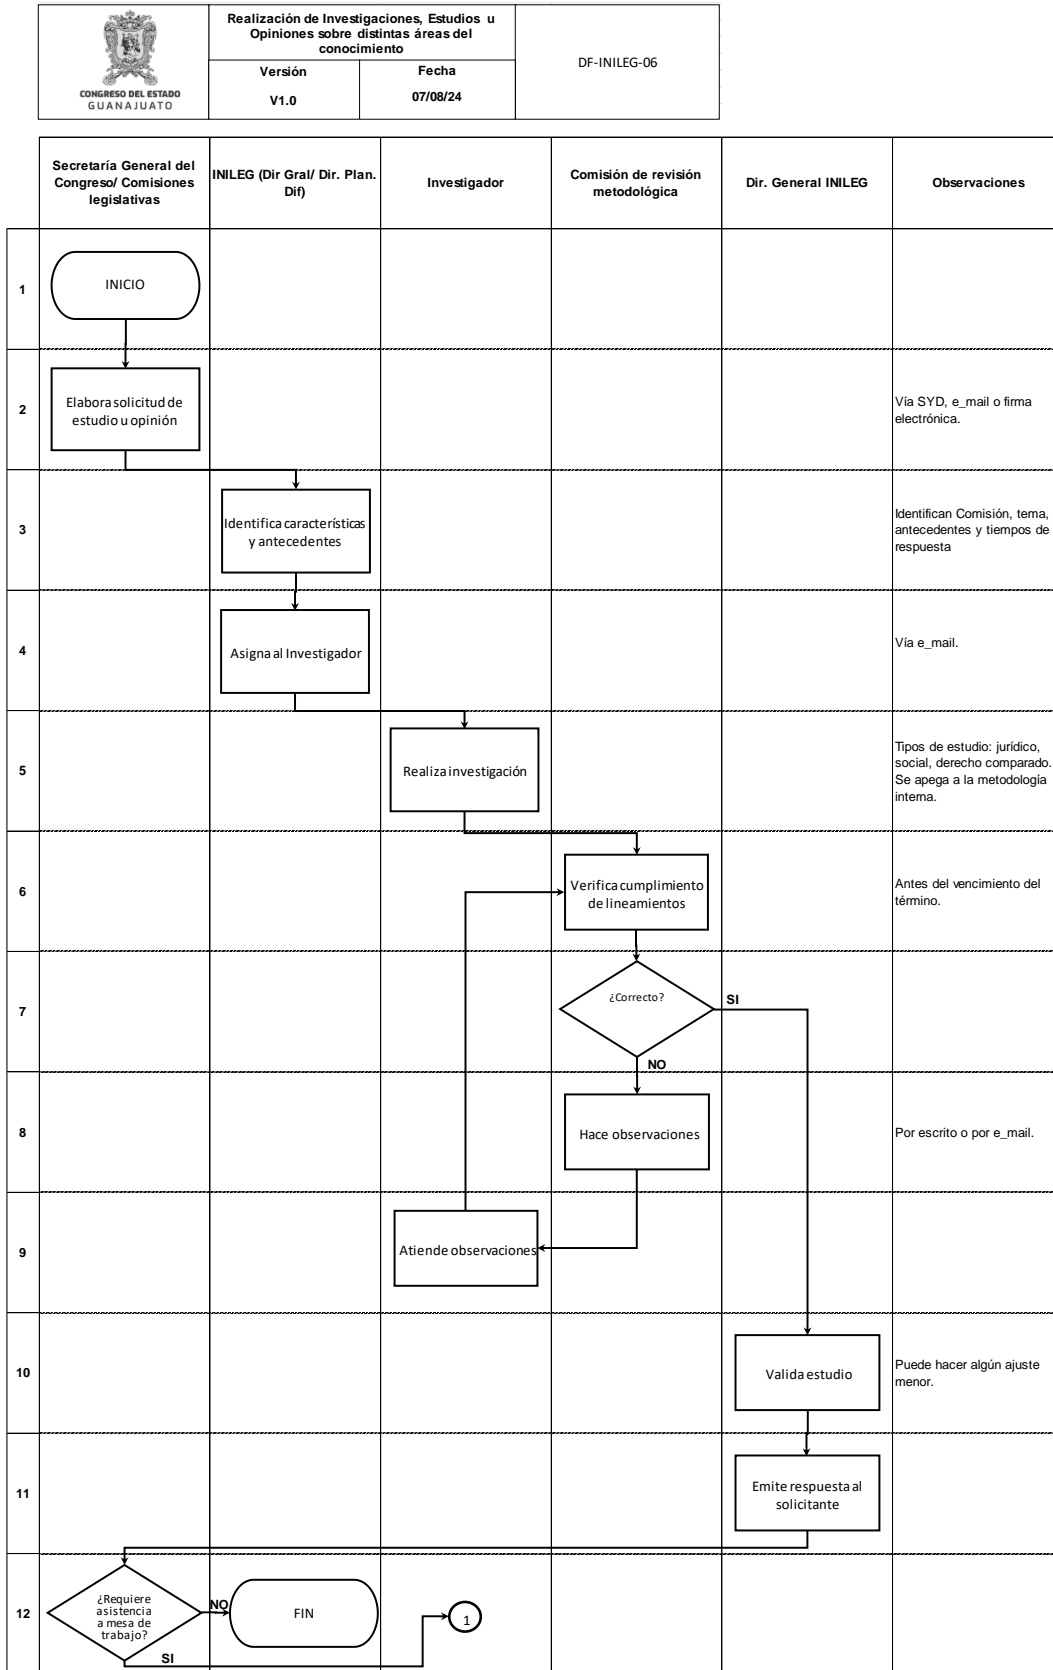 CONGRESO DEL ESTADO
GUANAJUATO
Realización de Investigaciones, Estudios u
Opiniones sobre distintas áreas del
conocimiento
Versión
V1.0
Fecha
07/08/24
DF-INILEG-06
Secretaría General del
Congreso/ Comisiones
legislativas
INILEG (Dir Gral/ Dir. Plan.
Dif)
Investigador
Comisión de revisión
metodológica
Dir. General INILEG
Observaciones
1
INICIO
2
Elabora solicitud de
estudio u opinión
Vía SYD, e_mail o firma
electrónica.
3
Identifica características
y antecedentes
Identifican Comisión, tema,
antecedentes y tiempos de
respuesta
4
Asigna al Investigador
Vía e_mail.
5
Realiza investigación
Tipos de estudio: jurídico,
social, derecho comparado.
Se apega a la metodología
interna.
6
Verifica cumplimiento
de lineamientos
Antes del vencimiento del
término.
7
¿Correcto?
SI
NO
8
Hace observaciones
Por escrito o por e_mail.
9
Atiende observaciones
10
Valida estudio
Puede hacer algún ajuste
menor.
11
Emite respuesta al
solicitante
12
¿Requiere
asistencia
a mesa de
trabajo?
NO
FIN
1
SI